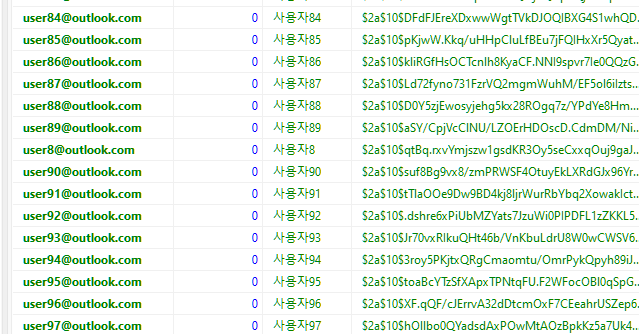 user84@outlook.com 0 사용자84 $2a$10$DFdFJEreXDxwwWgtTVkDJOQIBXG4S1whQD...
user85@outlook.com 0 사용자85 $2a$10$pKjwW.Kkq/uHHpCIuLfBEu7jFQIHxXr5Qyat...
user86@outlook.com 0 사용자86 $2a$10$kIiRGfHsOCTcnIh8KyaCF.NNI9spvr7Ie0QQzG...
user87@outlook.com 0 사용자87 $2a$10$Ld72fyno731FzrVQ2mgmWuhM/EF5oI6ilzts...
user88@outlook.com 0 사용자88 $2a$10$D0Y5zjEwosyjehg5kx28ROgq7z/YPdYe8Hm...
user89@outlook.com 0 사용자89 $2a$10$aSY/CpjVcCINU/LZOErHDOscD.CdmDM/Ni...
user8@outlook.com 0 사용자8 $2a$10$qtBq.rxvYmjszw1gsdKR3Oy5seCxxqOuj9gaJ...
user90@outlook.com 0 사용자90 $2a$10$suf8Bg9vx8/zmPRWSF4OtuyEkLXRdGJx96Yr...
user91@outlook.com 0 사용자91 $2a$10$tTIaOOe9Dw9BD4kj8IjrWurRbYbq2Xowaklct...
user92@outlook.com 0 사용자92 $2a$10$.dshre6xPiUbMZYats7JzuWi0PIPDFL1zZKKL5...
user93@outlook.com 0 사용자93 $2a$10$Jr70vxRIkuQHt46b/VnKbuLdrU8W0wCWSV6...
user94@outlook.com 0 사용자94 $2a$10$3roy5PKjtxQRgCmaomtu/OmrPykQpyh89iJ...
user95@outlook.com 0 사용자95 $2a$10$toaBcYTzSfXApxTPNtqFU.F2WFocOBI0qSpG...
user96@outlook.com 0 사용자96 $2a$10$XF.qQF/cJErrvA32dDtcmOxF7CEeahrUSZep6...
user97@outlook.com 0 사용자97 $2a$10$hOIIbo0QYadsdAxPOwMtAOzBpkKz5a7Uk4...